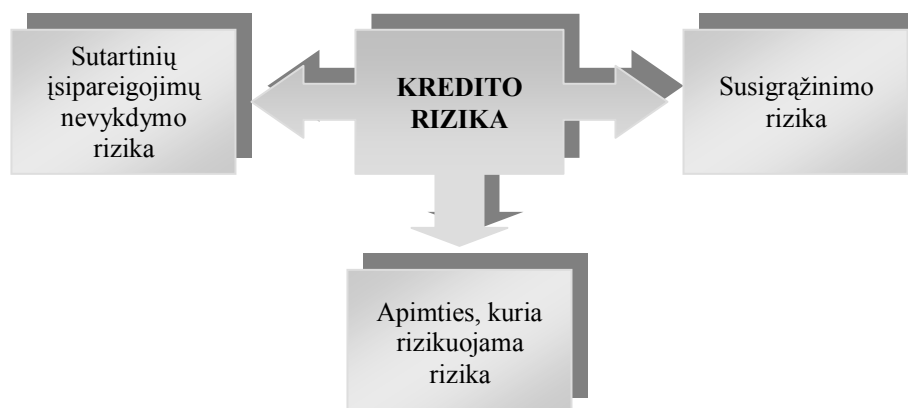 Sutartinių
įsipareigojimų
nevykdymo
rizika
KREDITO
RIZIKA
Susigrąžinimo
rizika
Apimties, kuria
rizikuojama
rizika